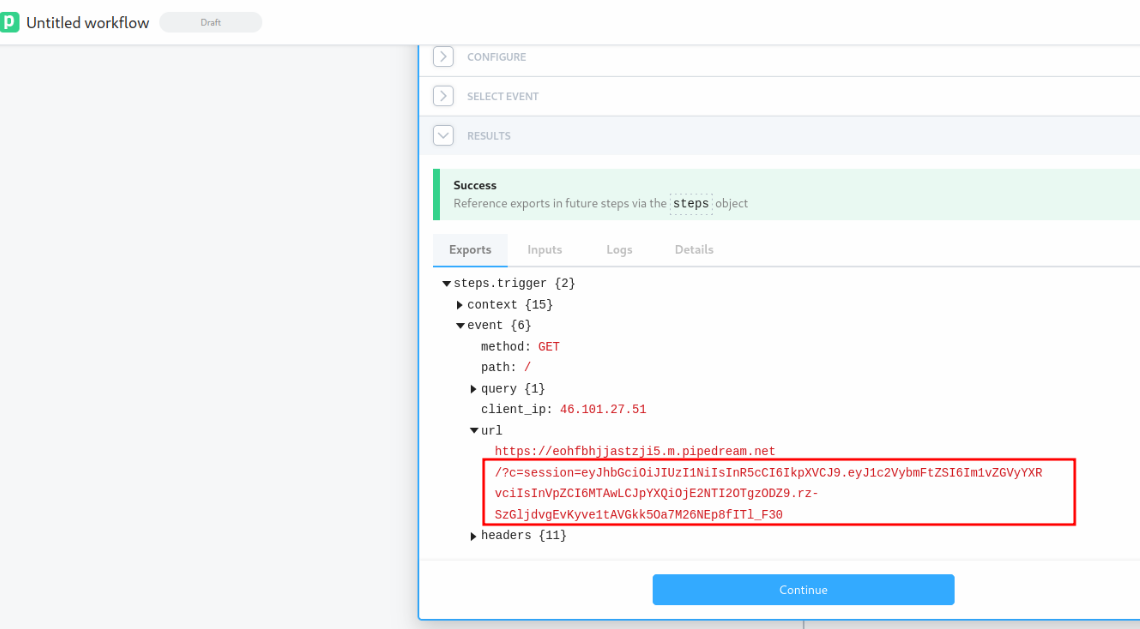 p Untitled workflow Draft
CONFIGURE
SELECT EVENT
RESULTS
Success
Reference exports in future steps via the steps object
Exports Inputs Logs Details
steps.trigger {2}
context {15}
event {6}
method: GET
path: /
query {1}
client_ip: 46.101.27.51
url
https://eohfbhjjastzji5.m.pipedream.net
/?c=session=eyJhbGciOiJIUzI1NiIsInR5cCI6IkpXVCJ9.eyJ1c2VybmFtZSI6Im1vZGVyYXR
vciIsInVpZCI6MTAwLCJpYXQiOjE2NTI2OTgzODZ9.rz-
SzGljdvgEvKyve1tAVGkk5Oa7M26NEp8fITl_F30
headers {11}
Continue